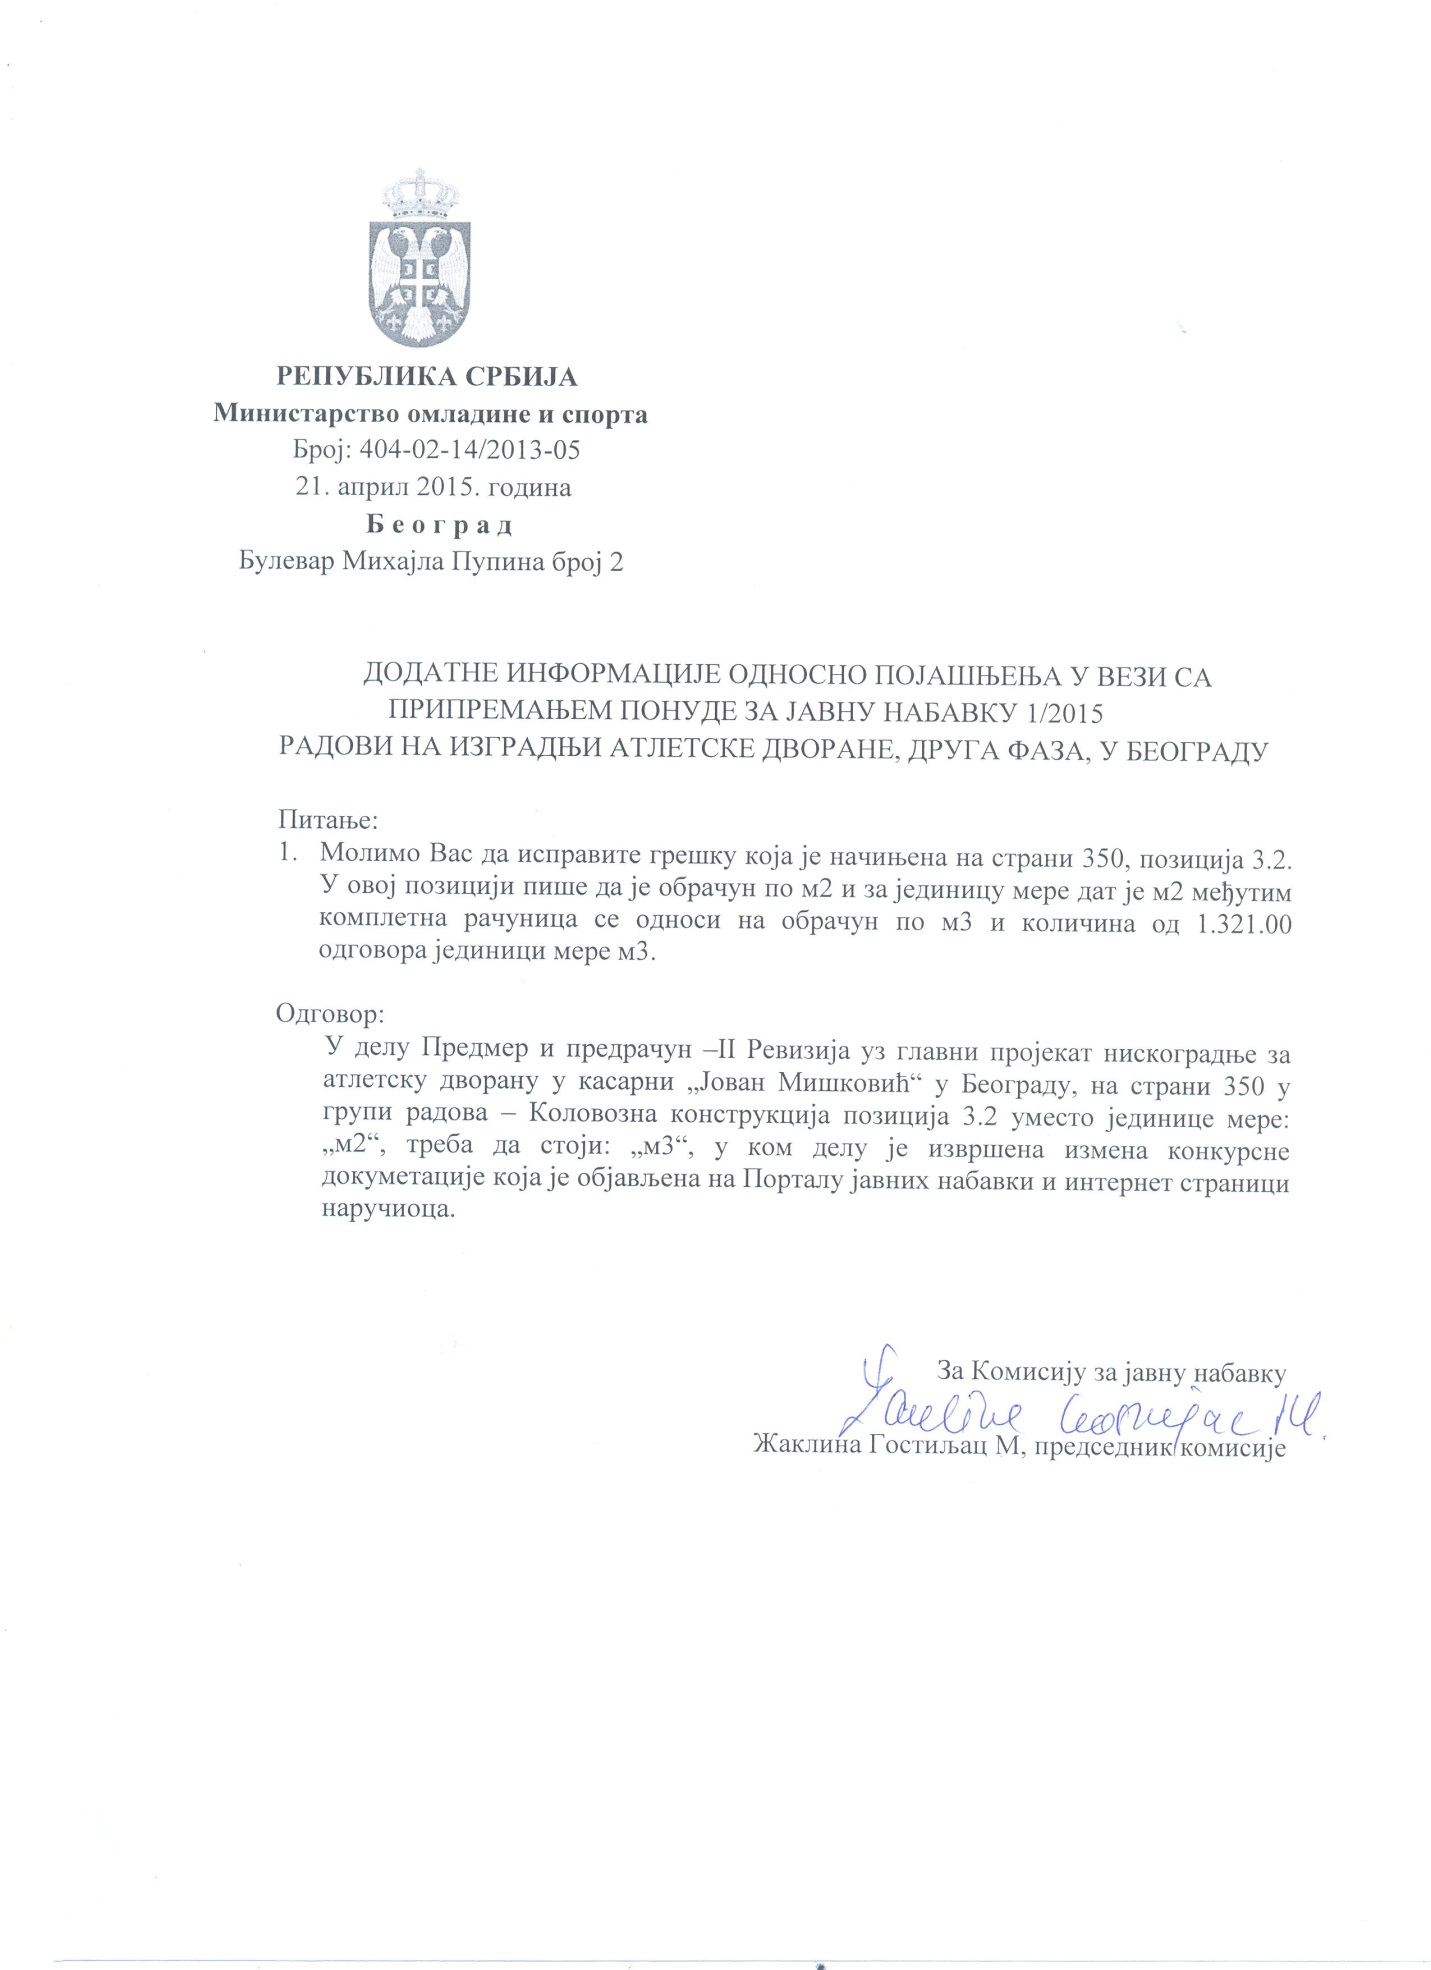 РЕПУБЛИКА СРБИЈА
Министарство омладине и спорта
Број: 404-02-14/2013-05
21. април 2015. година
Б е о г р а д
Булевар Михајла Пупина број 2
ДОДАТНЕ ИНФОРМАЦИЈЕ ОДНОСНО ПОЈАШЊЕЊА У ВЕЗИ СА
ПРИПРЕМАЊЕМ ПОНУДЕ ЗА ЈАВНУ НАБАВКУ 1/2015
РАДОВИ НА ИЗГРАДЊИ АТЛЕТСКЕ ДВОРАНЕ, ДРУГА ФАЗА, У БЕОГРАДУ
Питање:
1. Молимо Вас да исправите грешку која је начињена на страни 350, позиција 3.2.
У овој позицији пише да је обрачун по м2 и за јединицу мере дат је м2 међутим
комплетна рачуница се односи на обрачун по м3 и количина од 1.321.00
одговора јединици мере м3.
Одговор:
У делу Предмер и предрачун –II Ревизија уз главни пројекат нискоградње за
атлетску дворану у касарни „Јован Мишковић“ у Београду, на страни 350 у
групи радова – Коловозна конструкција позиција 3.2 уместо јединице мере:
„м2“, треба да стоји: „м3“, у ком делу је извршена измена конкурсне
докуметације која је објављена на Порталу јавних набавки и интернет страници
наручиоца.
За Комисију за јавну набавку
Жаклина Гостиљац М, председник комисије